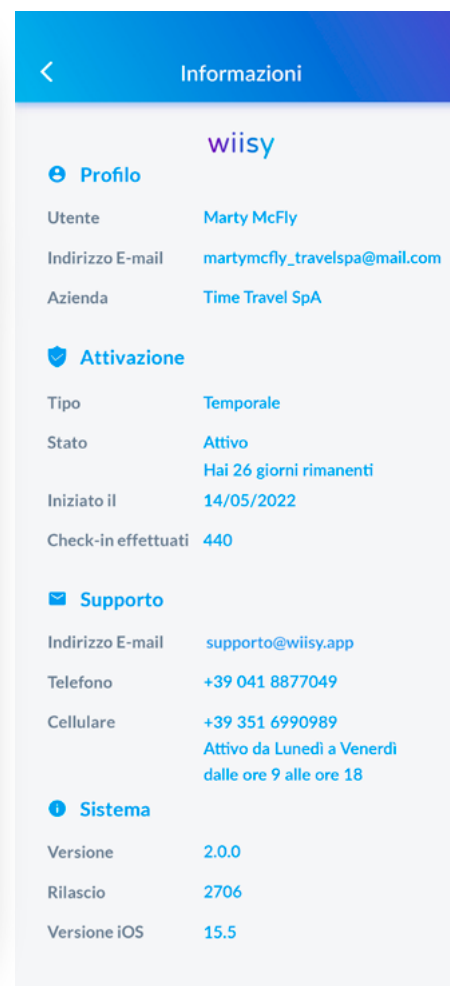 Informazioni
wiisy
Profilo
Utente Marty McFly
Indirizzo E-mail martymcfly_travelspa@mail.com
Azienda Time Travel SpA
Attivazione
Tipo Temporale
Stato Attivo
Hai 26 giorni rimanenti
Iniziato il 14/05/2022
Check-in effettuati 440
Supporto
Indirizzo E-mail supporto@wiisy.app
Telefono +39 041 8877049
Cellulare +39 351 6990989
Attivo da Lunedì a Venerdì
dalle ore 9 alle ore 18
Sistema
Versione 2.0.0
Rilascio 2706
Versione iOS 15.5